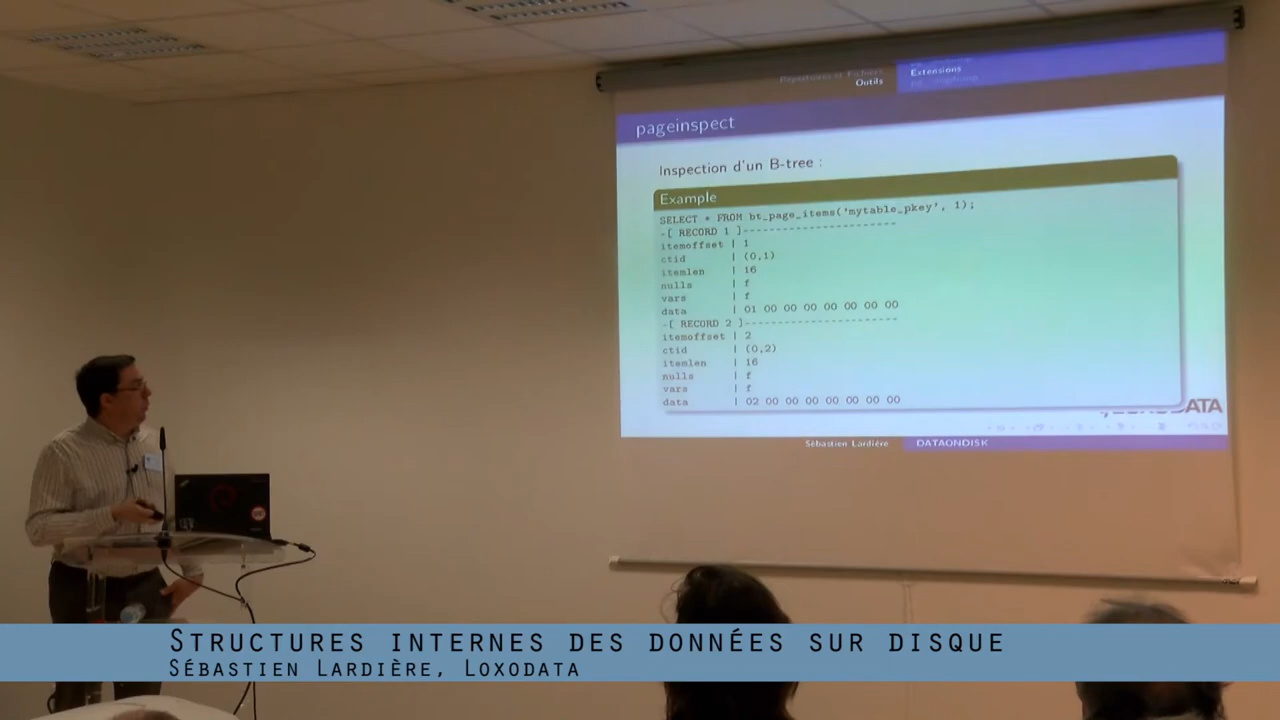 Répertoires et Fichiers
Outils
Extensions
pageinspect
Inspection d'un B-tree :
Example
SELECT * FROM bt_page_items('mytable_pkey', 1);
-[ RECORD 1 ]-----------------------
itemoffset | 1
ctid | (0,1)
itemlen | 16
nulls | f
vars | f
data | 01 00 00 00 00 00 00 00
-[ RECORD 2 ]-----------------------
itemoffset | 2
ctid | (0,2)
itemlen | 16
nulls | f
vars | f
data | 02 00 00 00 00 00 00 00
Sébastien Lardière
DATAONDISK
Structures internes des données sur disque
Sébastien Lardière, Loxodata